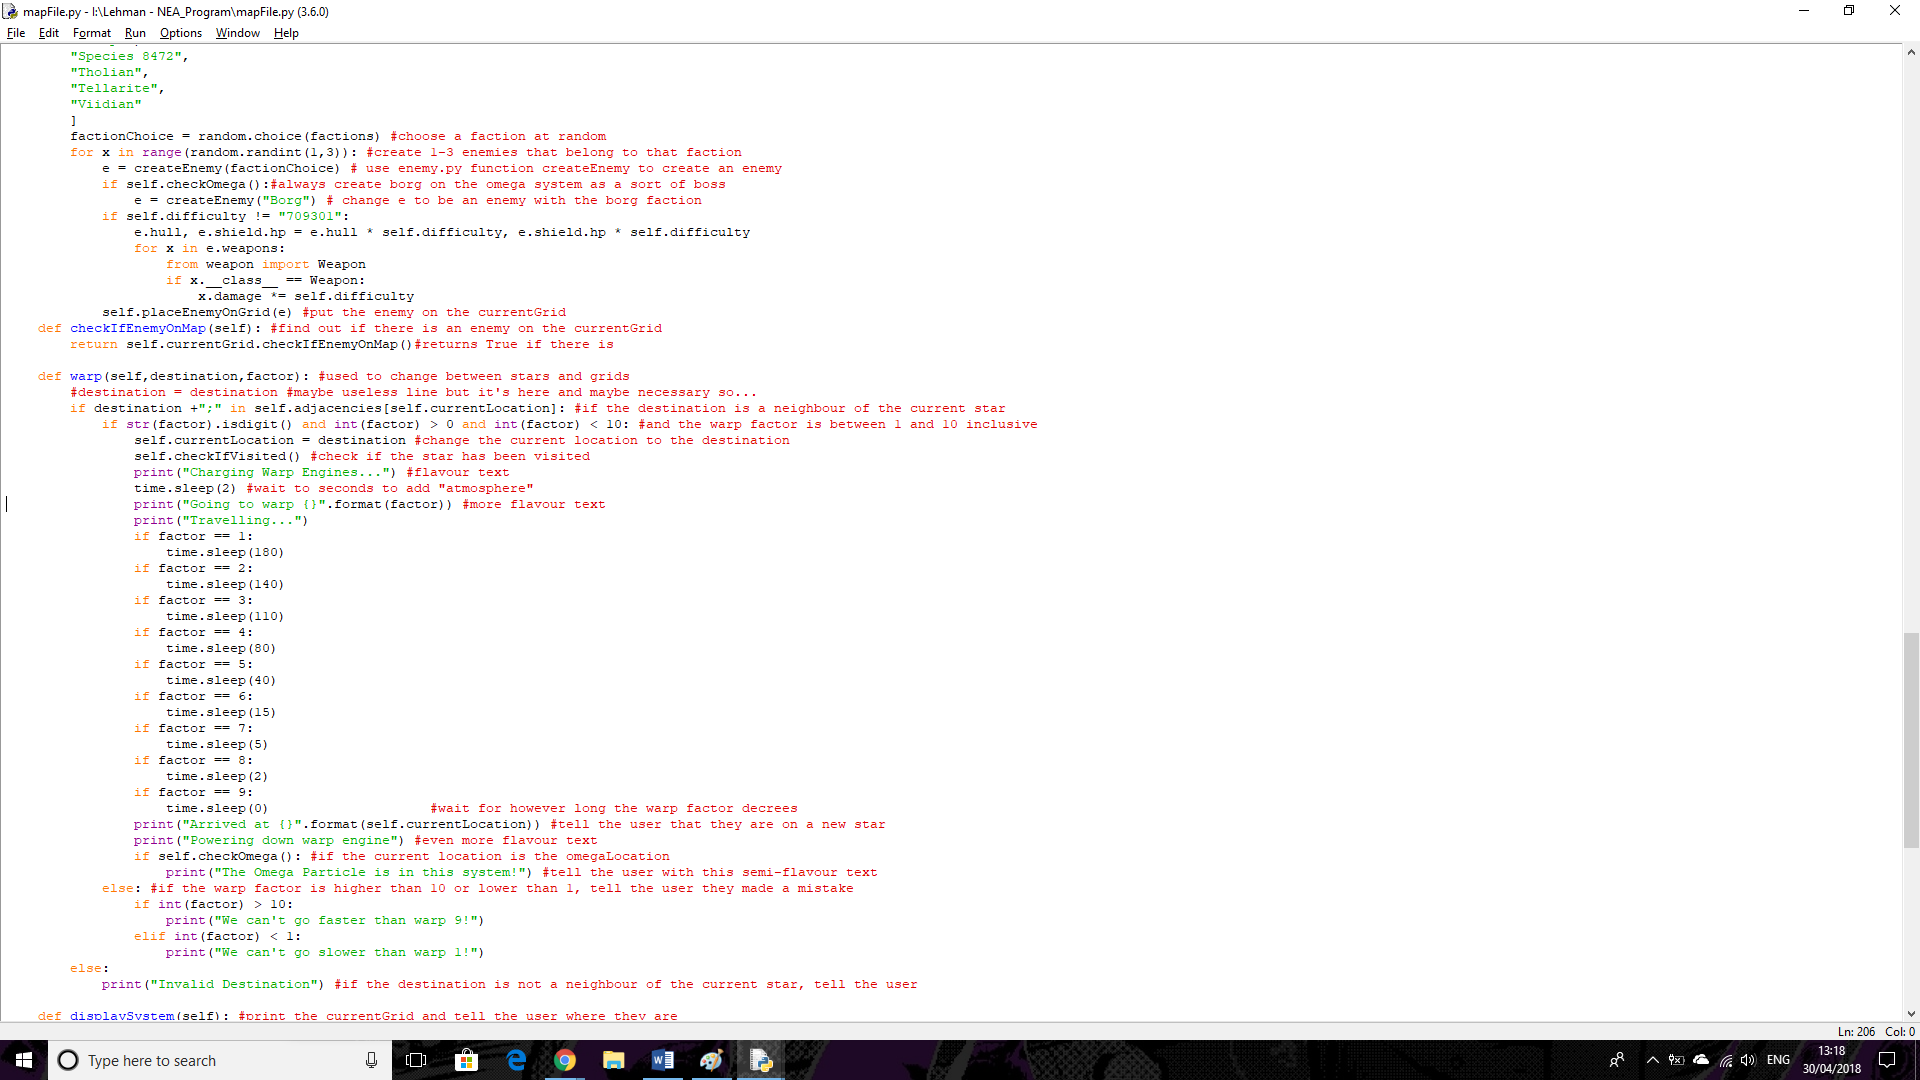 mapFile.py - I:\Lehman - NEA_Program\mapFile.py (3.6.0)
File Edit Format Run Options Window Help
        "Species 8472",
        "Tholian",
        "Tellarite",
        "Viidian"
        ]
        factionChoice = random.choice(factions) #choose a faction at random
        for x in range(random.randint(1,3)): #create 1-3 enemies that belong to that faction
            e = createEnemy(factionChoice) # use enemy.py function createEnemy to create an enemy
            if self.checkOmega():#always create borg on the omega system as a sort of boss
                e = createEnemy("Borg") # change e to be an enemy with the borg faction
            if self.difficulty != "709301":
                e.hull, e.shield.hp = e.hull * self.difficulty, e.shield.hp * self.difficulty
                for x in e.weapons:
                    from weapon import Weapon
                    if x.__class__ == Weapon:
                        x.damage *= self.difficulty
            self.placeEnemyOnGrid(e) #put the enemy on the currentGrid
    def checkIfEnemyOnMap(self): #find out if there is an enemy on the currentGrid
        return self.currentGrid.checkIfEnemyOnMap()#returns True if there is
    def warp(self,destination,factor): #used to change between stars and grids
        #destination = destination #maybe useless line but it's here and maybe necessary so...
        if destination +";" in self.adjacencies[self.currentLocation]: #if the destination is a neighbour of the current star
            if str(factor).isdigit() and int(factor) > 0 and int(factor) < 10: #and the warp factor is between 1 and 10 inclusive
                self.currentLocation = destination #change the current location to the destination
                self.checkIfVisited() #check if the star has been visited
                print("Charging Warp Engines...") #flavour text
                time.sleep(2) #wait to seconds to add "atmosphere"
                print("Going to warp {}".format(factor)) #more flavour text
                print("Travelling...")
                if factor == 1:
                    time.sleep(180)
                if factor == 2:
                    time.sleep(140)
                if factor == 3:
                    time.sleep(110)
                if factor == 4:
                    time.sleep(80)
                if factor == 5:
                    time.sleep(40)
                if factor == 6:
                    time.sleep(15)
                if factor == 7:
                    time.sleep(5)
                if factor == 8:
                    time.sleep(2)
                if factor == 9:
                    time.sleep(0)                    #wait for however long the warp factor decrees
                print("Arrived at {}".format(self.currentLocation)) #tell the user that they are on a new star
                print("Powering down warp engine") #even more flavour text
                if self.checkOmega(): #if the current location is the omegaLocation
                    print("The Omega Particle is in this system!") #tell the user with this semi-flavour text
            else: #if the warp factor is higher than 10 or lower than 1, tell the user they made a mistake
                if int(factor) > 10:
                    print("We can't go faster than warp 9!")
                elif int(factor) < 1:
                    print("We can't go slower than warp 1!")
        else:
            print("Invalid Destination") #if the destination is not a neighbour of the current star, tell the user
    def displaySystem(self): #print the currentGrid and tell the user where they are
Ln: 206 Col: 0
Type here to search
ENG
13:18
30/04/2018